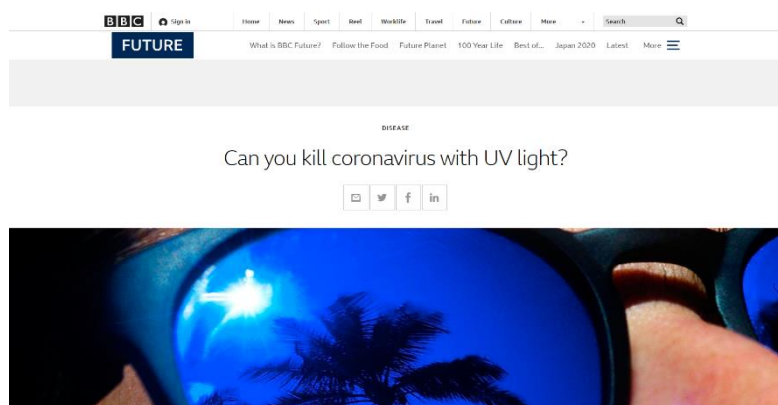 BBC Sign in Home News Sport Reel Worklife Travel Future Culture More Search
FUTURE What is BBC Future? Follow the Food Future Planet 100 Year Life Best of... Japan 2020 Latest More
DISEASE
Can you kill coronavirus with UV light?